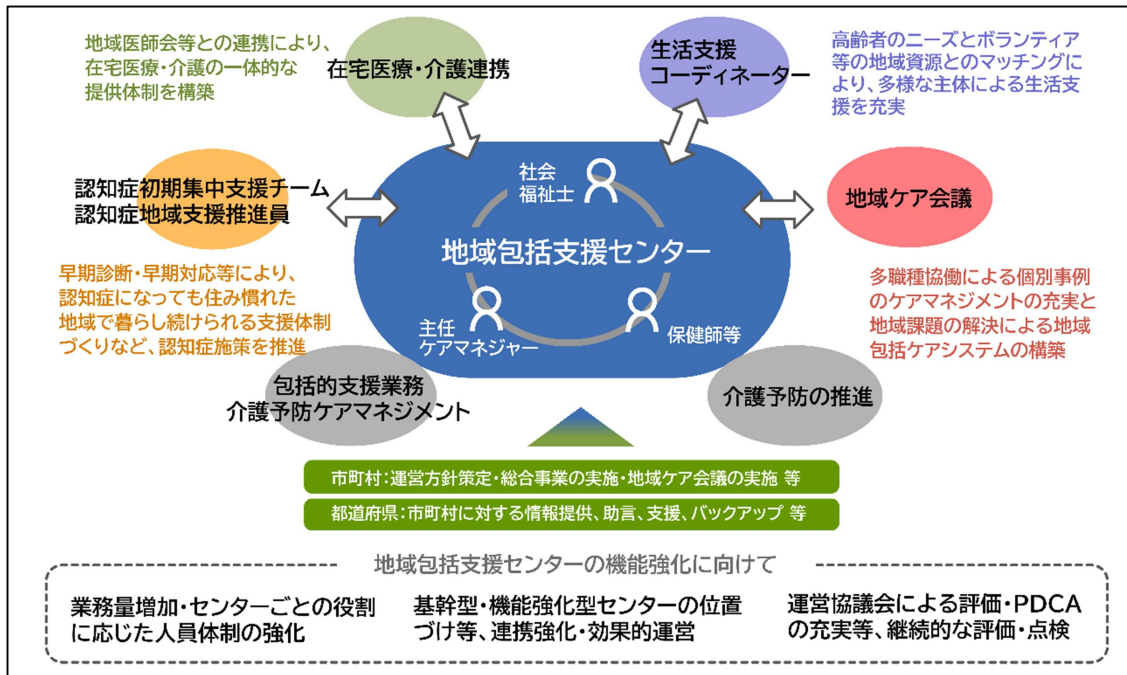 地域医師会等との連携により、
在宅医療・介護の一体的な
提供体制を構築
在宅医療・介護連携
生活支援
コーディネーター
高齢者のニーズとボランティア
等の地域資源とのマッチングに
より、多様な主体による生活支
援を充実
認知症初期集中支援チーム
認知症地域支援推進員
早期診断・早期対応等により、
認知症になっても住み慣れた
地域で暮らし続けられる支援体制
づくりなど、認知症施策を推進
社会
福祉士
地域包括支援センター
主任
ケアマネジャー
保健師等
地域ケア会議
多職種協働による個別事例
のケアマネジメントの充実と
地域課題の解決による地域
包括ケアシステムの構築
包括的支援業務
介護予防ケアマネジメント
介護予防の推進
市町村：運営方針策定・総合事業の実施・地域ケア会議の実施 等
都道府県：市町村に対する情報提供、助言、支援、バックアップ 等
地域包括支援センターの機能強化に向けて
業務量増加・センターごとの役割
に応じた人員体制の強化
基幹型・機能強化型センターの位置
づけ等、連携強化・効果的運営
運営協議会による評価・PDCA
の充実等、継続的な評価・点検